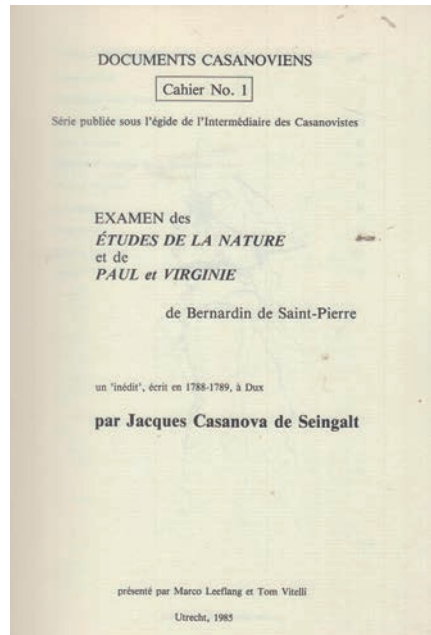 DOCUMENTS CASANOVIENS
Cahier No. 1
Série publiée sous l'égide de l'Intermédiaire des Casanovistes
EXAMEN des
ÉTUDES DE LA NATURE
et de
PAUL et VIRGINIE
de Bernardin de Saint-Pierre
un 'inédit', écrit en 1788-1789, à Dux
par Jacques Casanova de Seingalt
présenté par Marco Leeflang et Tom Vitelli
Utrecht, 1985